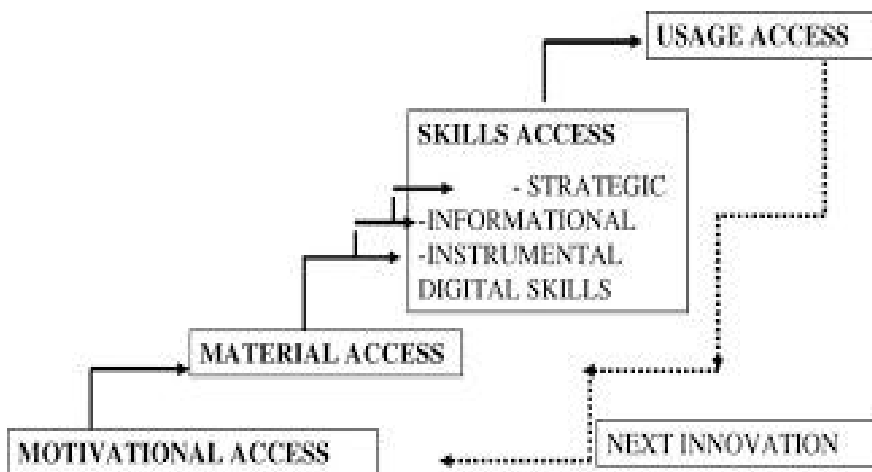 USAGE ACCESS
SKILLS ACCESS
- STRATEGIC
-INFORMATIONAL
-INSTRUMENTAL
DIGITAL SKILLS
MATERIAL ACCESS
MOTIVATIONAL ACCESS
NEXT INNOVATION